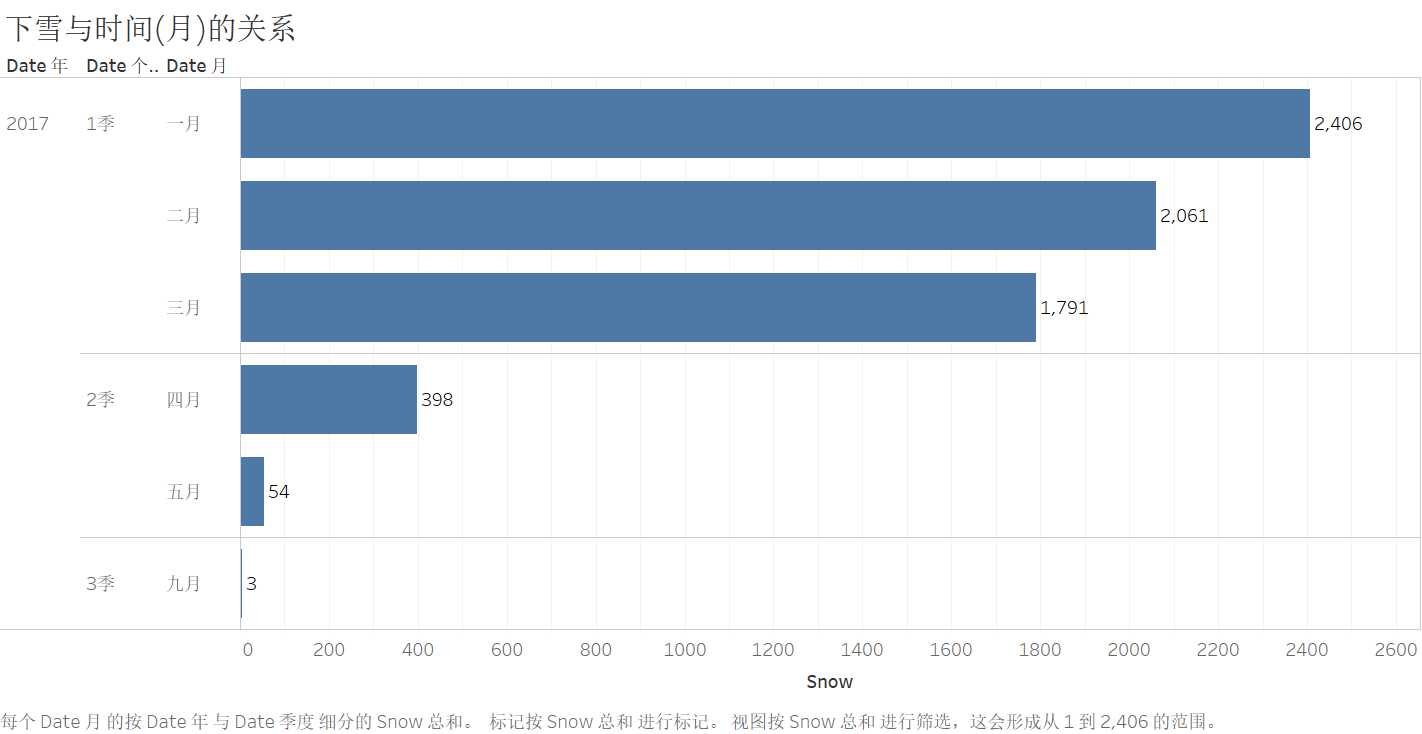 下雪与时间(月)的关系
Date 年 Date 个.. Date 月
2017 1季 一月 2,406
二月 2,061
三月 1,791
2季 四月 398
五月 54
3季 九月 3
0 200 400 600 800 1000 1200 1400 1600 1800 2000 2200 2400 2600
Snow
每个 Date 月 的按 Date 年 与 Date 季度 细分的 Snow 总和。 标记按 Snow 总和 进行标记。 视图按 Snow 总和 进行筛选，这会形成从 1 到 2,406 的范围。